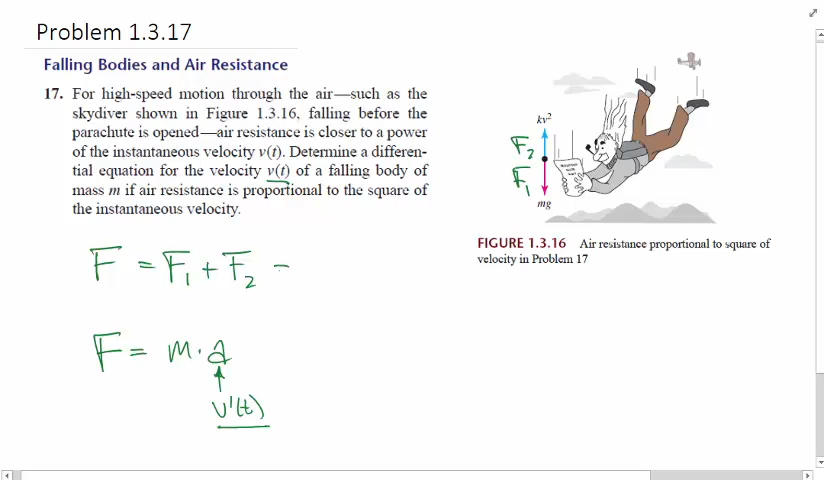 Problem 1.3.17
Falling Bodies and Air Resistance
17. For high-speed motion through the air—such as the
skydiver shown in Figure 1.3.16, falling before the
parachute is opened—air resistance is closer to a power
of the instantaneous velocity v(t). Determine a differen-
tial equation for the velocity v(t) of a falling body of
mass m if air resistance is proportional to the square of
the instantaneous velocity.
F = F₁ + F₂ =
F = m · a
v'(t)
kv²
F₂
F₁
mg
FIGURE 1.3.16 Air resistance proportional to square of
velocity in Problem 17